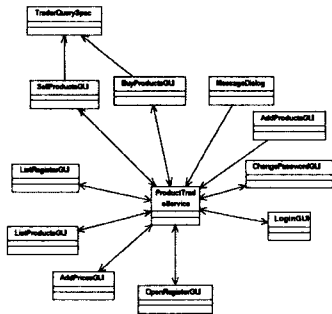 TraderQuerySpec
SellProductsGUI
BuyProductsGUI
MessageDialog
AddProductsGUI
ListRegisterGUI
ProductTrad
eService
ChangePasswordGUI
ListProductsGUI
LoginGUI
AddPricesGUI
OpenRegisterGUI